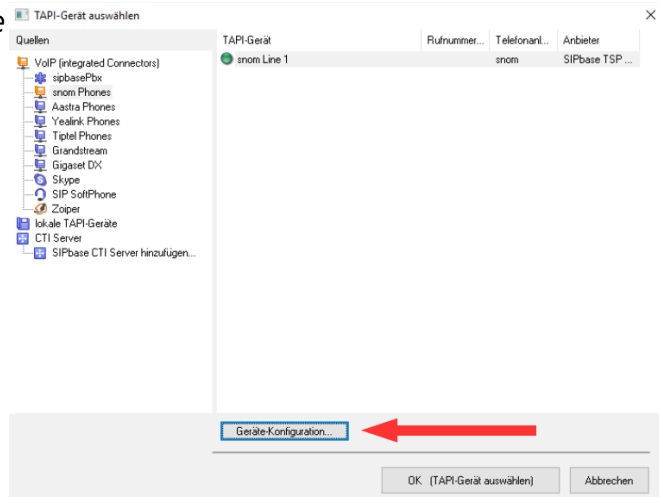 e
TAPI-Gerät auswählen
Quellen
TAPI-Gerät Rufnummer... Telefonanl... Anbieter
VoIP (integrated Connectors)
snom Line 1 snom SIPbase TSP ...
sipbasePbx
snom Phones
Aastra Phones
Yealink Phones
Tiptel Phones
Grandstream
Gigaset DX
Skype
SIP SoftPhone
Zoiper
lokale TAPI-Geräte
CTI Server
SIPbase CTI Server hinzufügen...
Geräte-Konfiguration...
OK (TAPI-Gerät auswählen) Abbrechen